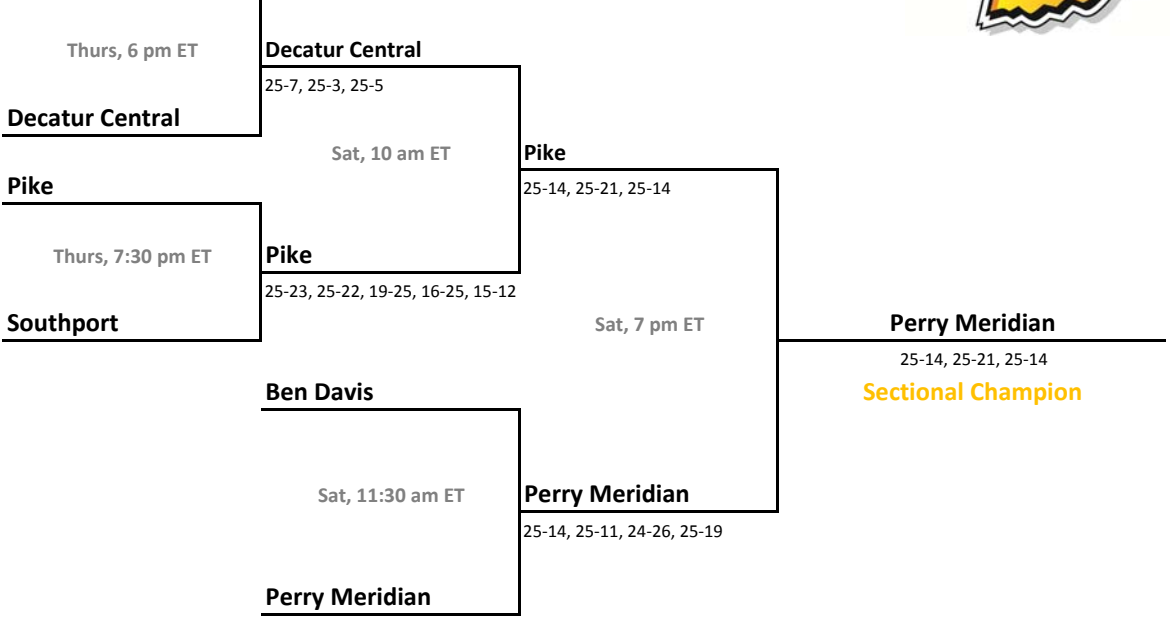 Thurs, 6 pm ET
Decatur Central
25-7, 25-3, 25-5
Decatur Central
Sat, 10 am ET
Pike
25-14, 25-21, 25-14
Pike
Thurs, 7:30 pm ET
Pike
25-23, 25-22, 19-25, 16-25, 15-12
Southport
Sat, 7 pm ET
Perry Meridian
25-14, 25-21, 25-14
Sectional Champion
Ben Davis
Sat, 11:30 am ET
Perry Meridian
25-14, 25-11, 24-26, 25-19
Perry Meridian